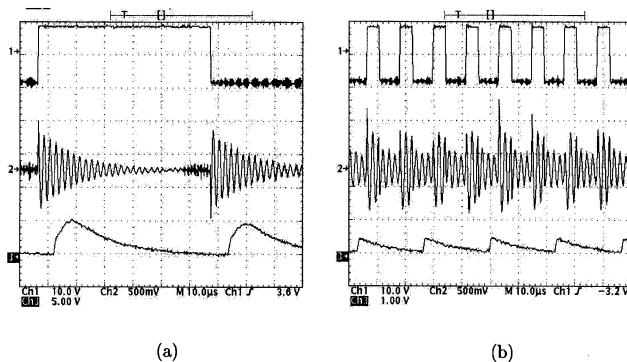 T
T
1
1
2
2
3
3
Ch1 10.0 V Ch2 500mV M 10.0µs Ch1 3.6 V
Ch3 5.00 V
Ch1 10.0 V Ch2 500mV M 10.0µs Ch1 -3.2 V
Ch3 1.00 V
(a)
(b)